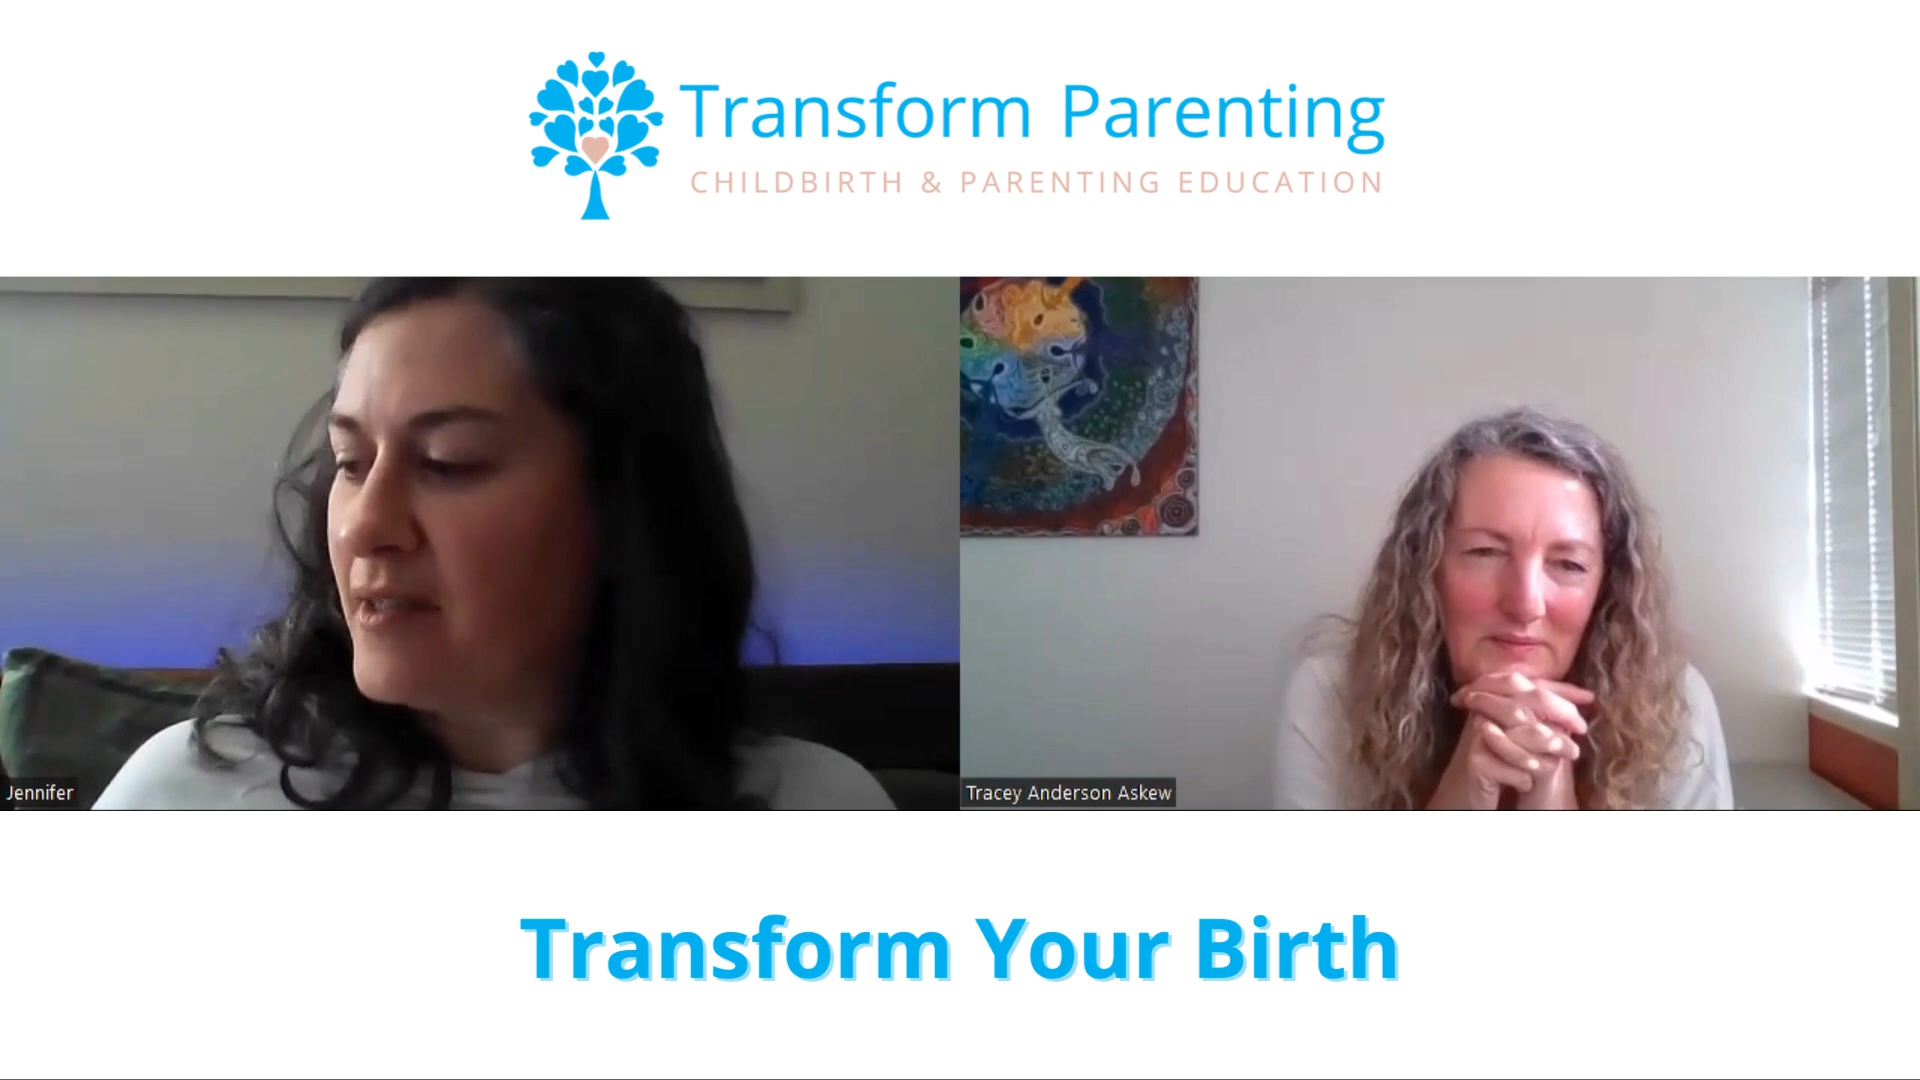 Transform Parenting
CHILDBIRTH & PARENTING EDUCATION
Jennifer
Tracey Anderson Askew
Transform Your Birth